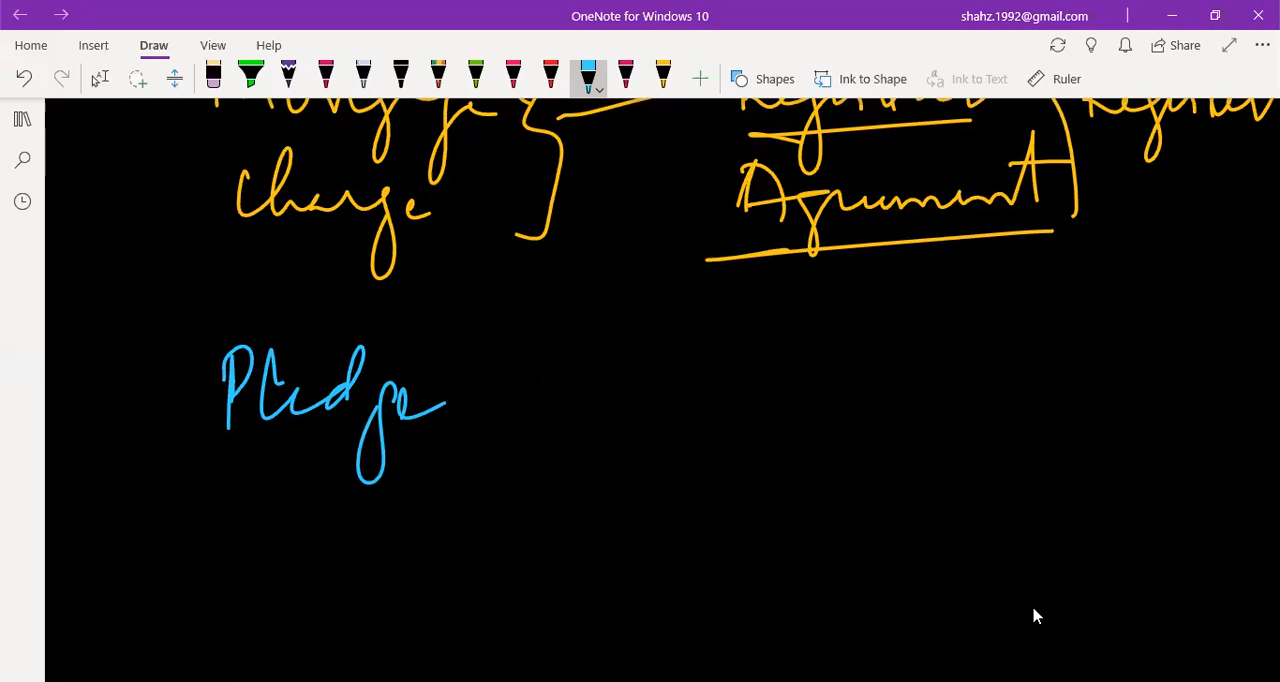 OneNote for Windows 10
shahz.1992@gmail.com
Home Insert Draw View Help
Share
Shapes Ink to Shape Ink to Text Ruler
Charge
Agreement
Pledge